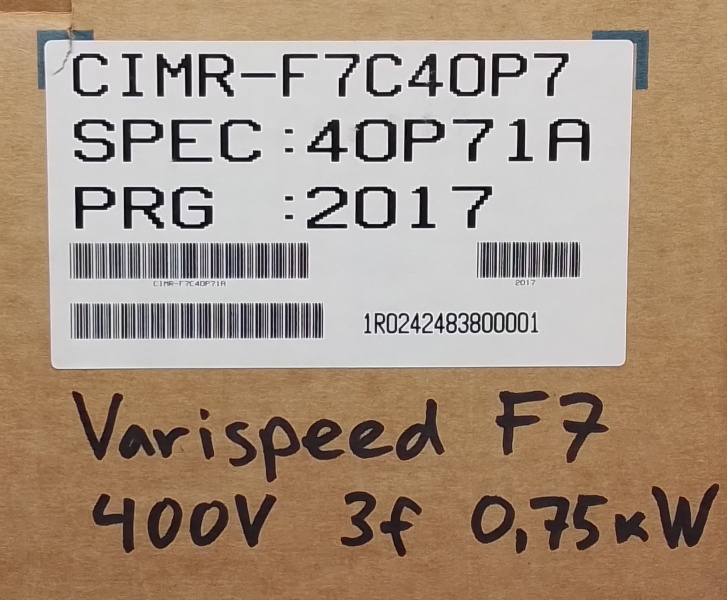 CIMR-F7C40P7
SPEC :40P71A
PRG :2017
CIMR-F7C40P71A
2017
1R0242483800001
Varispeed F7
400V 3f 0,75kW